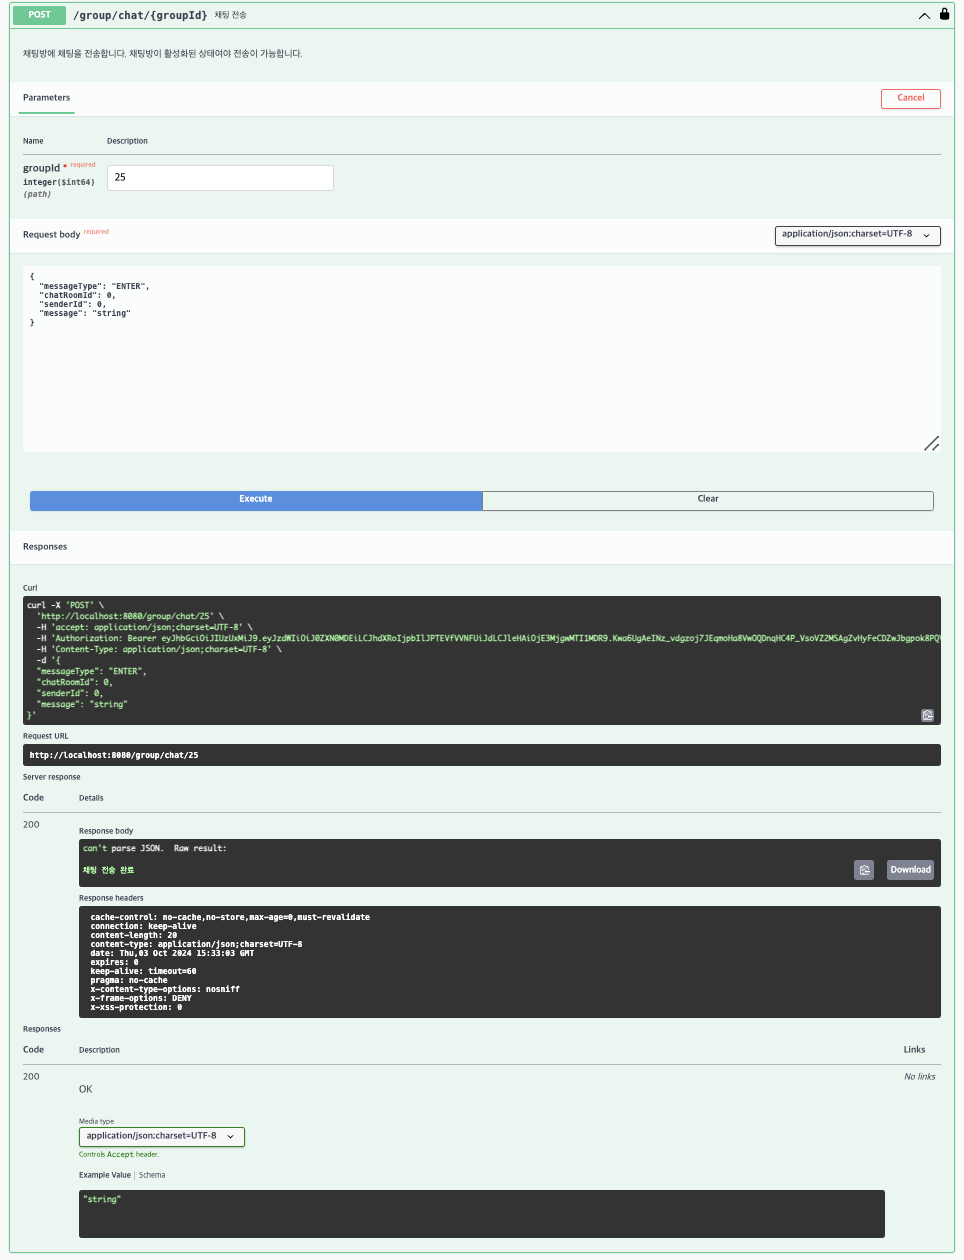 POST /group/chat/{groupId} 채팅 전송
채팅방에 채팅을 전송합니다. 채팅방이 활성화된 상태여야 전송이 가능합니다.
Parameters
Cancel
Name Description
groupId * required
integer($int64)
(path)
25
Request body required
application/json;charset=UTF-8
{
"messageType": "ENTER",
"chatRoomId": 0,
"senderId": 0,
"message": "string"
}
Execute
Clear
Responses
Curl
curl -X 'POST' \
'http://localhost:8080/group/chat/25' \
-H 'accept: application/json;charset=UTF-8' \
-H 'Authorization: Bearer
-H 'Content-Type: application/json;charset=UTF-8' \
-d '{
"messageType": "ENTER",
"chatRoomId": 0,
"senderId": 0,
"message": "string"
}'
Request URL
http://localhost:8080/group/chat/25
Server response
Code Details
200
Response body
can't parse JSON. Raw result:
채팅 전송 완료
Download
Response headers
cache-control: no-cache,no-store,max-age=0,must-revalidate
connection: keep-alive
content-length: 20
content-type: application/json;charset=UTF-8
date: Thu,03 Oct 2024 15:33:03 GMT
expires: 0
keep-alive: timeout=60
pragma: no-cache
x-content-type-options: nosniff
x-frame-options: DENY
x-xss-protection: 0
Responses
Code Description Links
200
OK
No links
Media type
application/json;charset=UTF-8
Controls Accept header.
Example Value | Schema
"string"